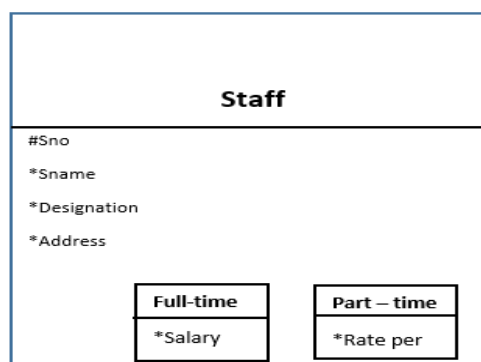 Staff
#Sno
*Sname
*Designation
*Address
Full-time
*Salary
Part – time
*Rate per